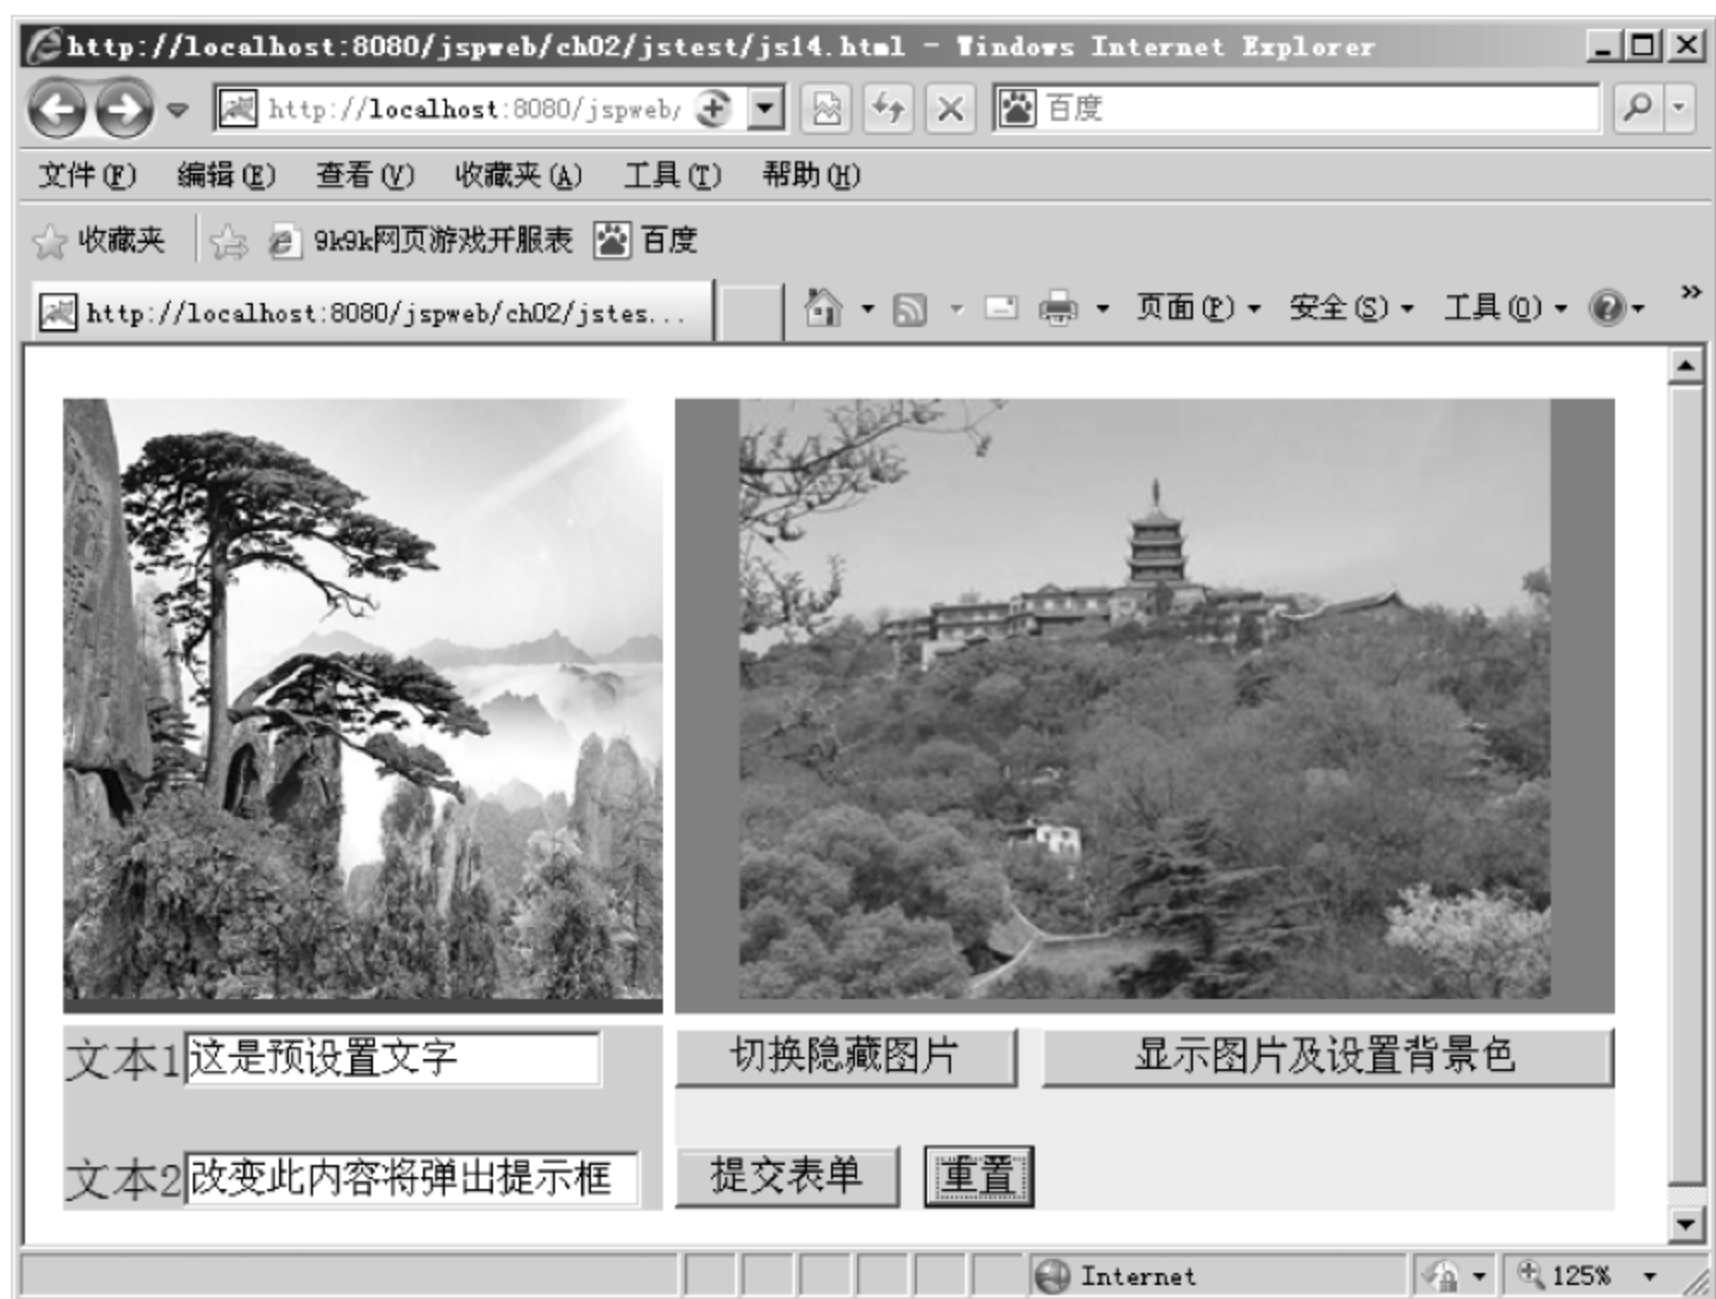 http://localhost:8080/jspweb/ch02/jstest/js14.html - Windows Internet Explorer
http://localhost:8080/jspweb/ 百度
文件(F) 编辑(E) 查看(V) 收藏夹(A) 工具(T) 帮助(H)
收藏夹 9k9k网页游戏开服表 百度
http://localhost:8080/jspweb/ch02/jstes... 页面(P) 安全(S) 工具(O) »
文本1 这是预设置文字 切换隐藏图片 显示图片及设置背景色
文本2 改变此内容将弹出提示框 提交表单 重置
Internet 125%